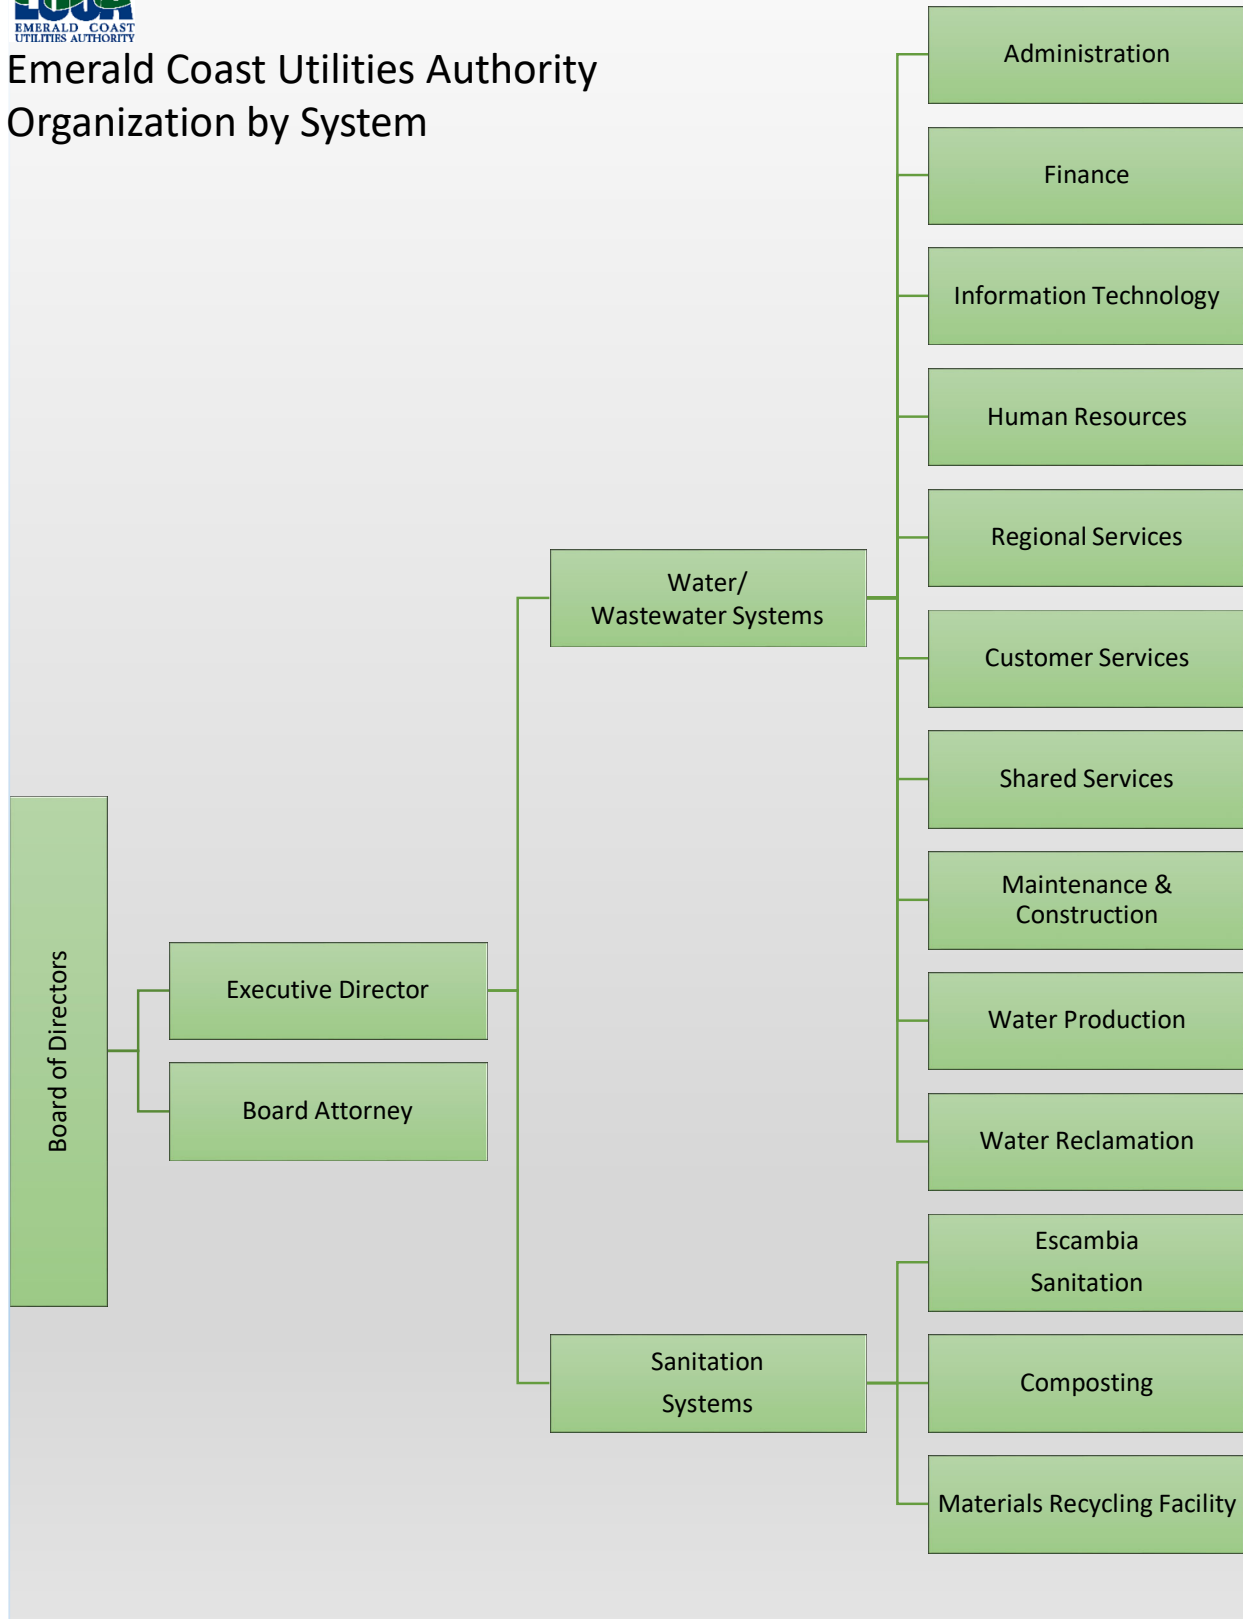 EMERALD COAST
UTILITIES AUTHORITY
Emerald Coast Utilities Authority
Organization by System
Administration
Finance
Information Technology
Human Resources
Regional Services
Water/
Wastewater Systems
Customer Services
Shared Services
Maintenance &
Construction
Board of Directors
Executive Director
Water Production
Board Attorney
Water Reclamation
Escambia
Sanitation
Sanitation
Systems
Composting
Materials Recycling Facility